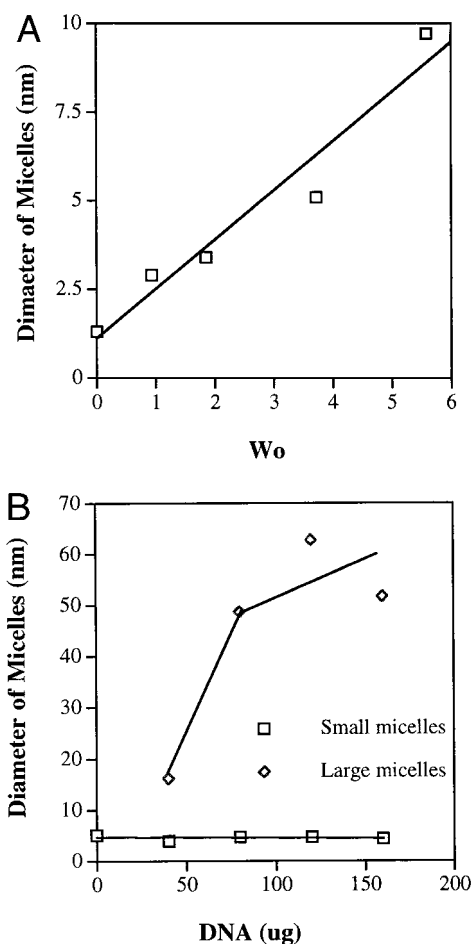 A
Dimaeter of Micelles (nm)
10
7.5
5
2.5
0
0 1 2 3 4 5 6
Wo
B
Diameter of Micelles (nm)
70
60
50
40
30
20
10
0
Small micelles
Large micelles
0 50 100 150 200
DNA (ug)